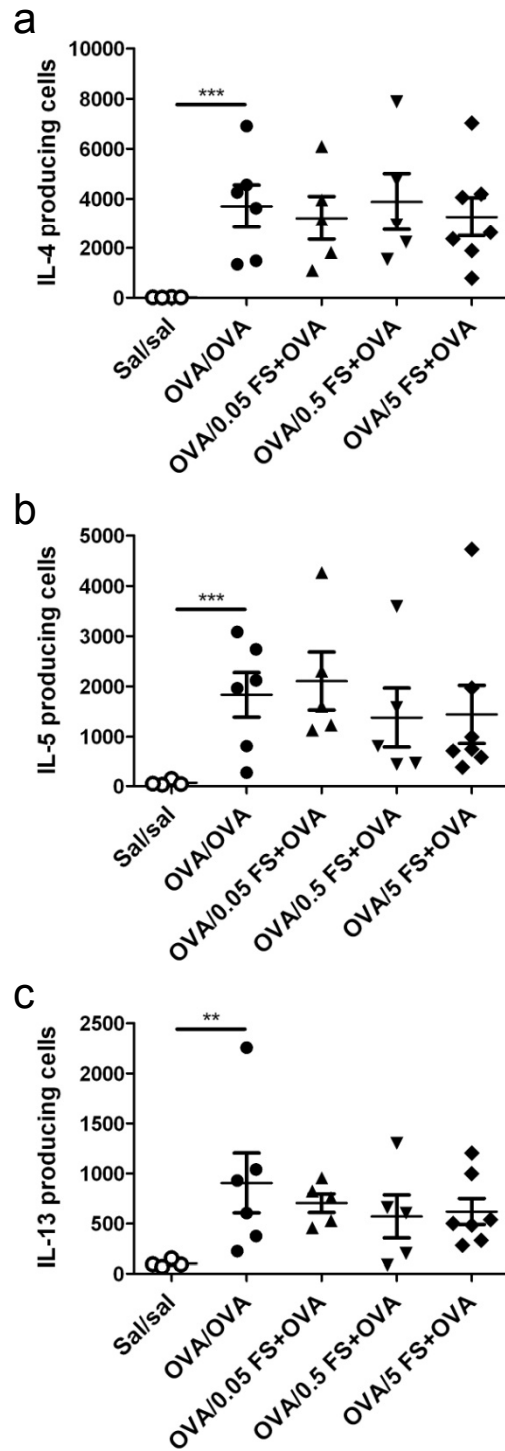 a
IL-4 producing cells
10000
8000
6000
4000
2000
0
***
Sal/sal
OVA/OVA
OVA/0.05 FS+OVA
OVA/0.5 FS+OVA
OVA/5 FS+OVA
b
IL-5 producing cells
5000
4000
3000
2000
1000
0
***
Sal/sal
OVA/OVA
OVA/0.05 FS+OVA
OVA/0.5 FS+OVA
OVA/5 FS+OVA
c
IL-13 producing cells
2500
2000
1500
1000
500
0
**
Sal/sal
OVA/OVA
OVA/0.05 FS+OVA
OVA/0.5 FS+OVA
OVA/5 FS+OVA